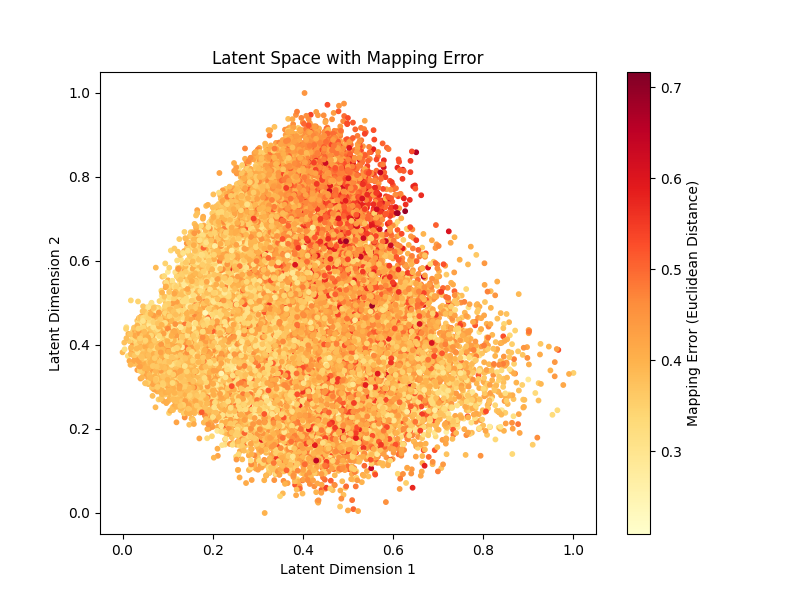 Latent Space with Mapping Error
1.0
0.8
0.6
0.4
0.2
0.0
Latent Dimension 2
0.0 0.2 0.4 0.6 0.8 1.0
Latent Dimension 1
0.7
0.6
0.5
0.4
0.3
Mapping Error (Euclidean Distance)